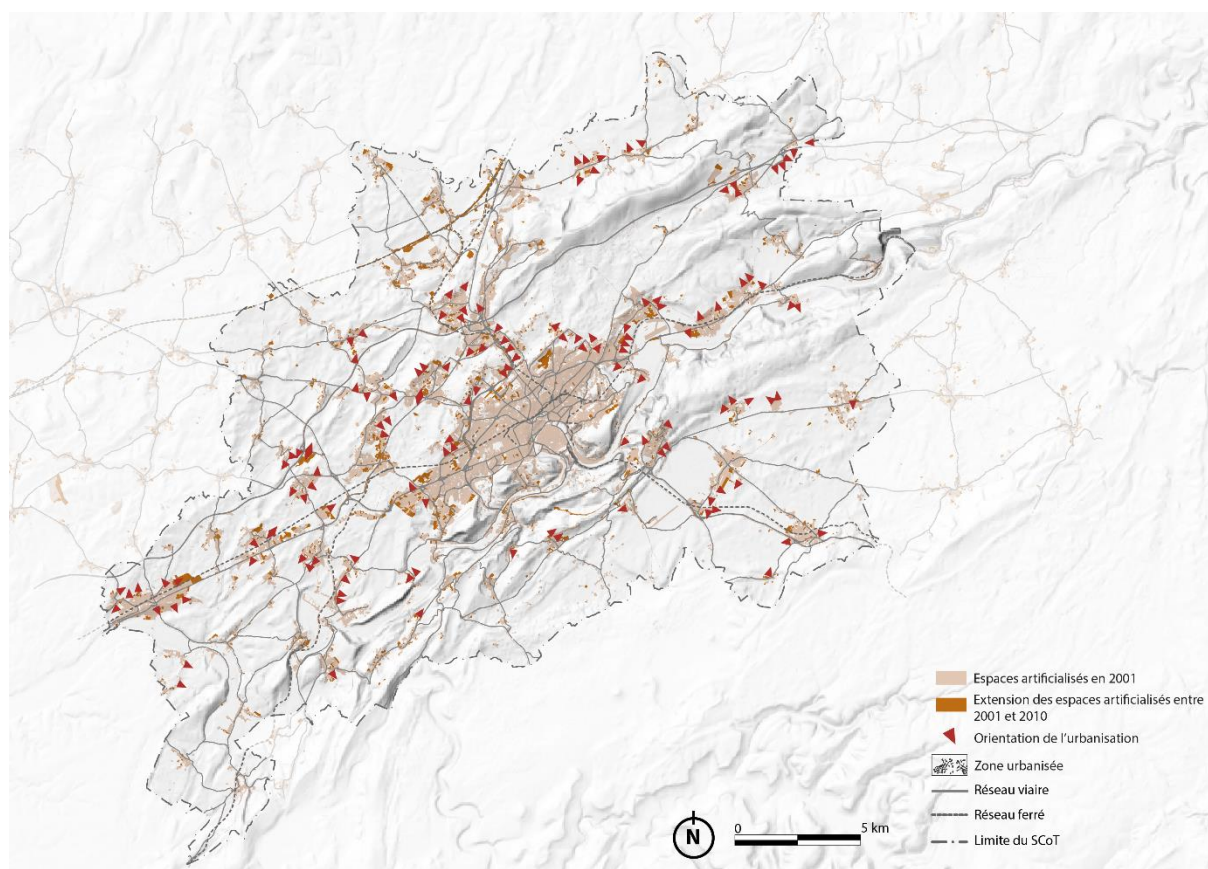 Espaces artificialisés en 2001
Extension des espaces artificialisés entre
2001 et 2010
Orientation de l'urbanisation
Zone urbanisée
Réseau viaire
Réseau ferré
Limite du SCoT
N
0
5 km